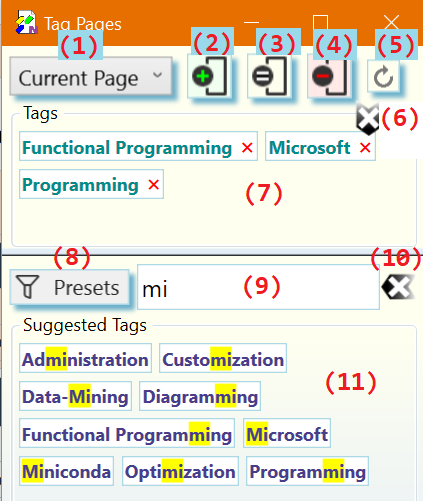 Tag Pages
(1) (2) (3) (4) (5)
Current Page
Tags
(6)
Functional Programming × Microsoft ×
Programming ×
(7)
(8) (10)
Presets mi (9)
Suggested Tags
Administration Customization
(11)
Data-Mining Diagramming
Functional Programming Microsoft
Miniconda Optimization Programming